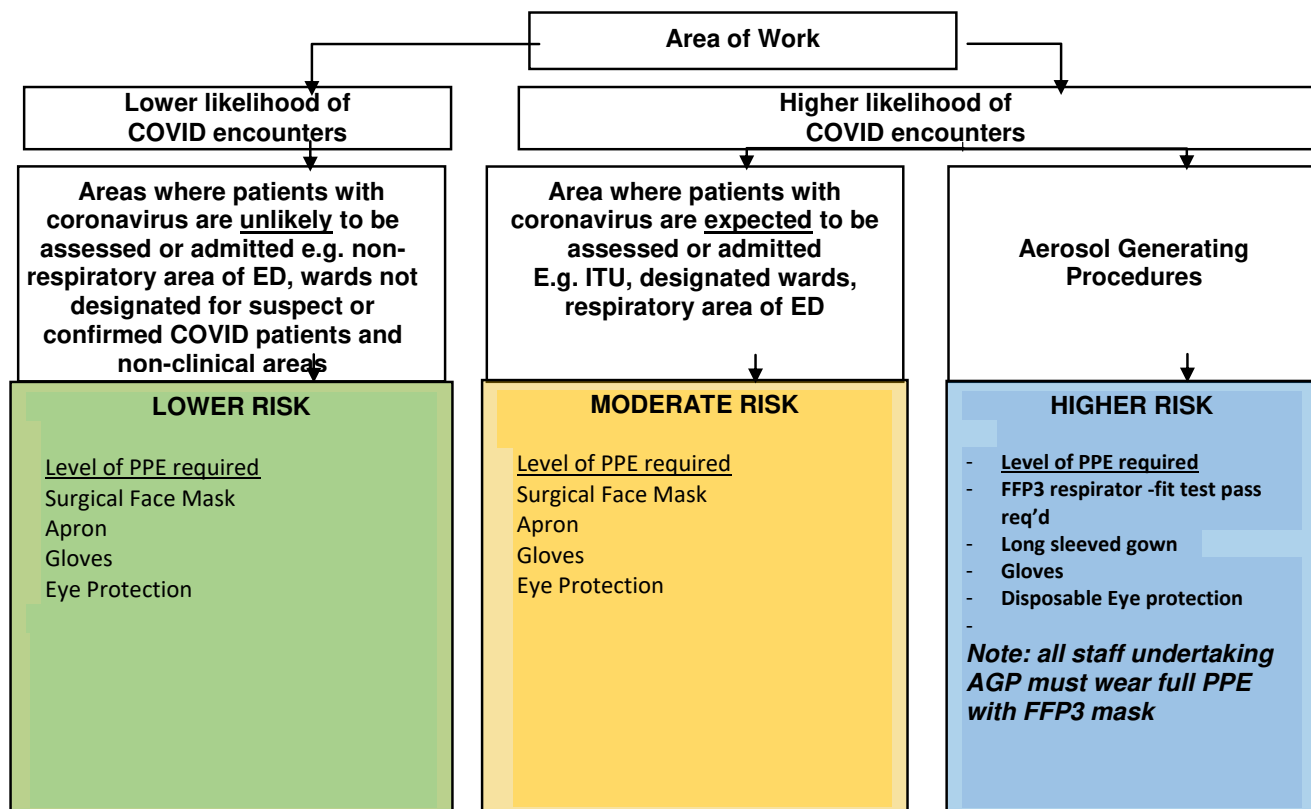 Area of Work
Lower likelihood of
COVID encounters
Higher likelihood of
COVID encounters
Areas where patients with
coronavirus are unlikely to be
assessed or admitted e.g. non-
respiratory area of ED, wards not
designated for suspect or
confirmed COVID patients and
non-clinical areas
Area where patients with
coronavirus are expected to be
assessed or admitted
E.g. ITU, designated wards,
respiratory area of ED
Aerosol Generating
Procedures
LOWER RISK
Level of PPE required
Surgical Face Mask
Apron
Gloves
Eye Protection
MODERATE RISK
Level of PPE required
Surgical Face Mask
Apron
Gloves
Eye Protection
HIGHER RISK
- Level of PPE required
- FFP3 respirator -fit test pass
req’d
- Long sleeved gown
- Gloves
- Disposable Eye protection
-
Note: all staff undertaking
AGP must wear full PPE
with FFP3 mask